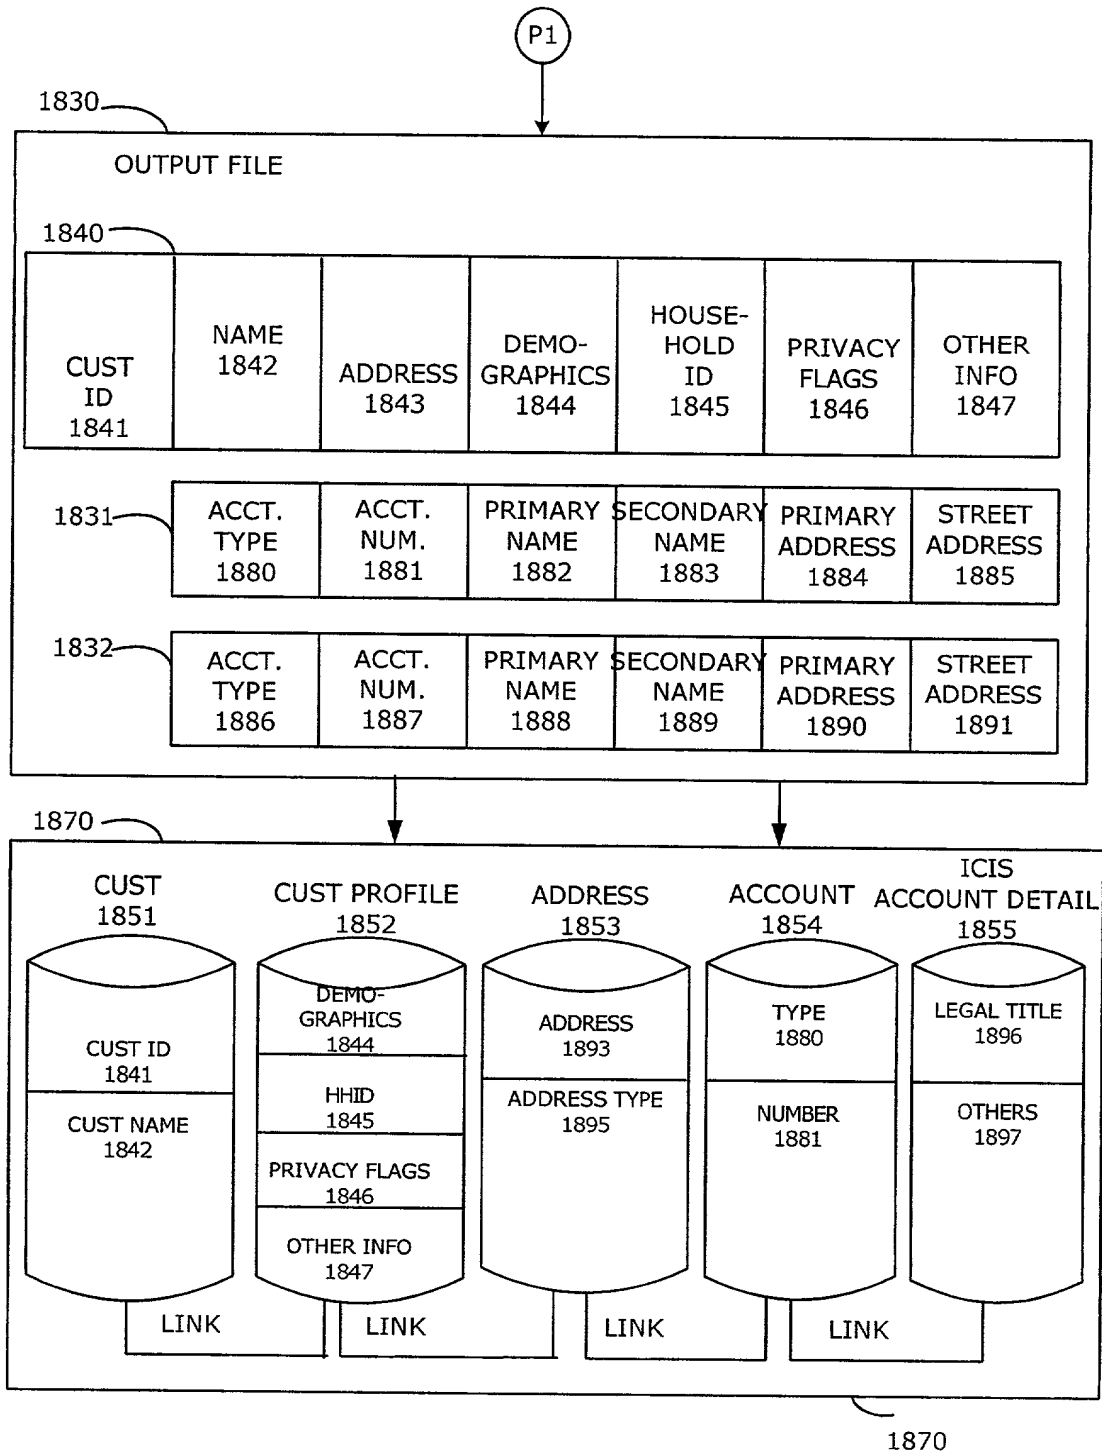 P1
1830
OUTPUT FILE
1840
CUST
ID
1841
NAME
1842
ADDRESS
1843
DEMO-
GRAPHICS
1844
HOUSE-
HOLD
ID
1845
PRIVACY
FLAGS
1846
OTHER
INFO
1847
1831
ACCT.
TYPE
1880
ACCT.
NUM.
1881
PRIMARY
NAME
1882
SECONDARY
NAME
1883
PRIMARY
ADDRESS
1884
STREET
ADDRESS
1885
1832
ACCT.
TYPE
1886
ACCT.
NUM.
1887
PRIMARY
NAME
1888
SECONDARY
NAME
1889
PRIMARY
ADDRESS
1890
STREET
ADDRESS
1891
1870
CUST
1851
CUST PROFILE
1852
ADDRESS
1853
ACCOUNT
1854
ICIS
ACCOUNT DETAIL
1855
CUST ID
1841
CUST NAME
1842
DEMO-
GRAPHICS
1844
HHID
1845
PRIVACY FLAGS
1846
OTHER INFO
1847
ADDRESS
1893
ADDRESS TYPE
1895
TYPE
1880
NUMBER
1881
LEGAL TITLE
1896
OTHERS
1897
LINK
LINK
LINK
LINK
1870